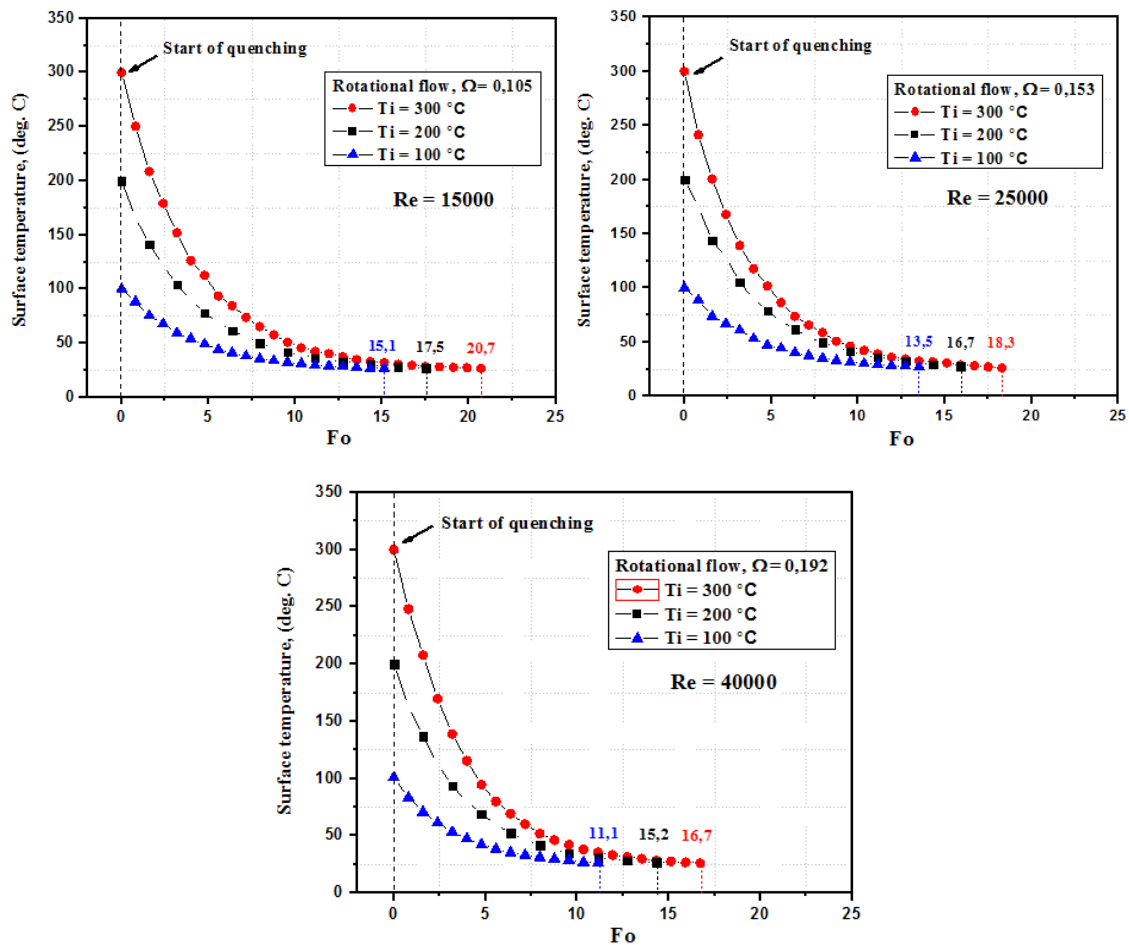 350
300
250
200
150
100
50
0
Surface temperature, (deg. C)
Start of quenching
Rotational flow, Ω= 0,105
Ti = 300 °C
Ti = 200 °C
Ti = 100 °C
Re = 15000
15,1
17,5
20,7
0
5
10
15
20
25
Fo
350
300
250
200
150
100
50
0
Surface temperature, (deg. C)
Start of quenching
Rotational flow, Ω= 0,153
Ti = 300 °C
Ti = 200 °C
Ti = 100 °C
Re = 25000
13,5
16,7
18,3
0
5
10
15
20
25
Fo
350
300
250
200
150
100
50
0
Surface temperature, (deg. C)
Start of quenching
Rotational flow, Ω= 0,192
Ti = 300 °C
Ti = 200 °C
Ti = 100 °C
Re = 40000
11,1
15,2
16,7
0
5
10
15
20
25
Fo